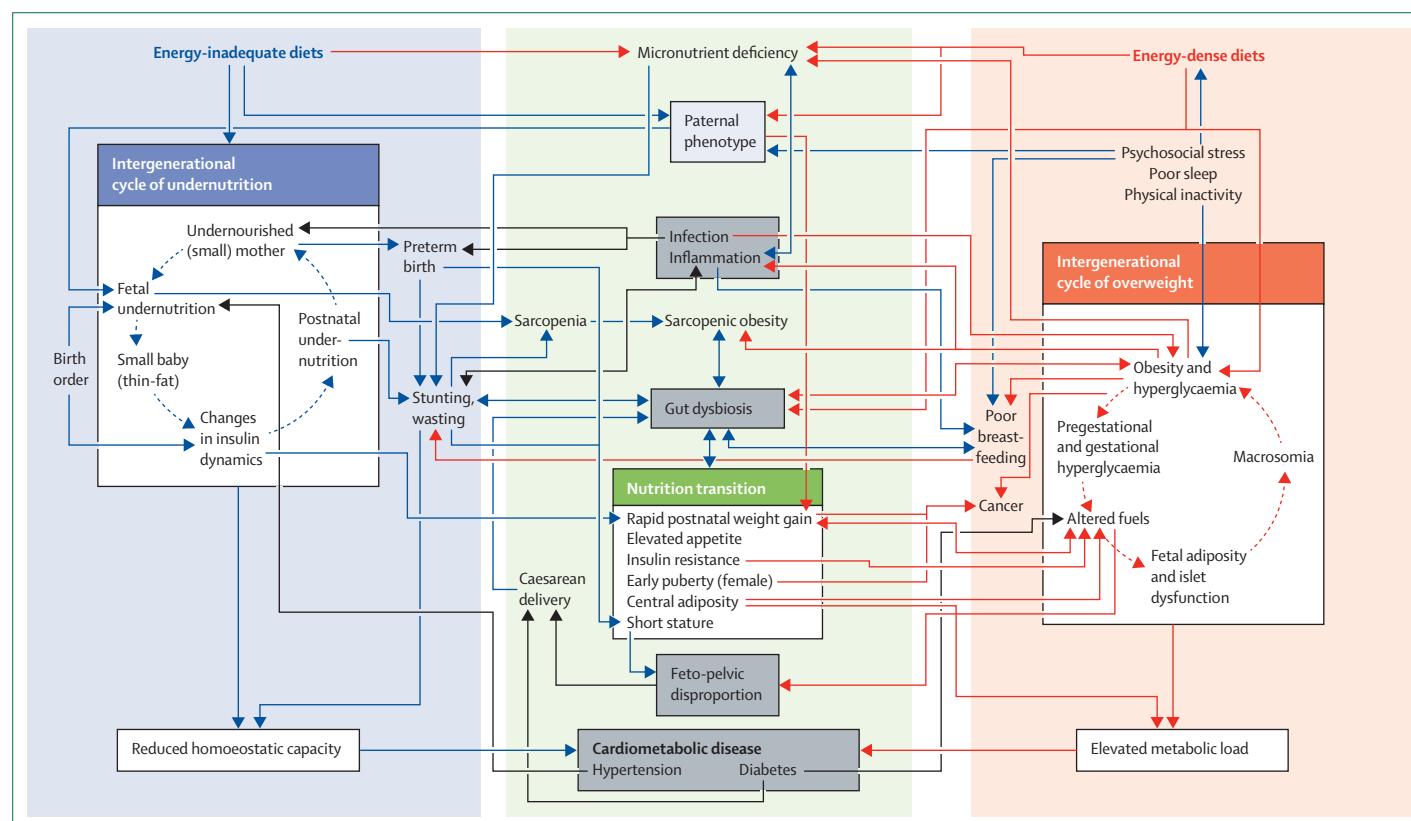 Energy-inadequate diets
Micronutrient deficiency
Energy-dense diets
Paternal
phenotype
Psychosocial stress
Poor sleep
Physical inactivity
Intergenerational
cycle of undernutrition
Undernourished
(small) mother
Preterm
birth
Fetal
undernutrition
Postnatal
under-
nutrition
Birth
order
Small baby
(thin-fat)
Changes
in insulin
dynamics
Stunting,
wasting
Infection
Inflammation
Sarcopenia
Sarcopenic obesity
Gut dysbiosis
Poor
breast-
feeding
Cancer
Intergenerational
cycle of overweight
Obesity and
hyperglycaemia
Pregestational
and gestational
hyperglycaemia
Macrosomia
Altered fuels
Fetal adiposity
and islet
dysfunction
Nutrition transition
Rapid postnatal weight gain
Elevated appetite
Insulin resistance
Early puberty (female)
Central adiposity
Short stature
Caesarean
delivery
Feto-pelvic
disproportion
Reduced homoeostatic capacity
Cardiometabolic disease
Hypertension Diabetes
Elevated metabolic load